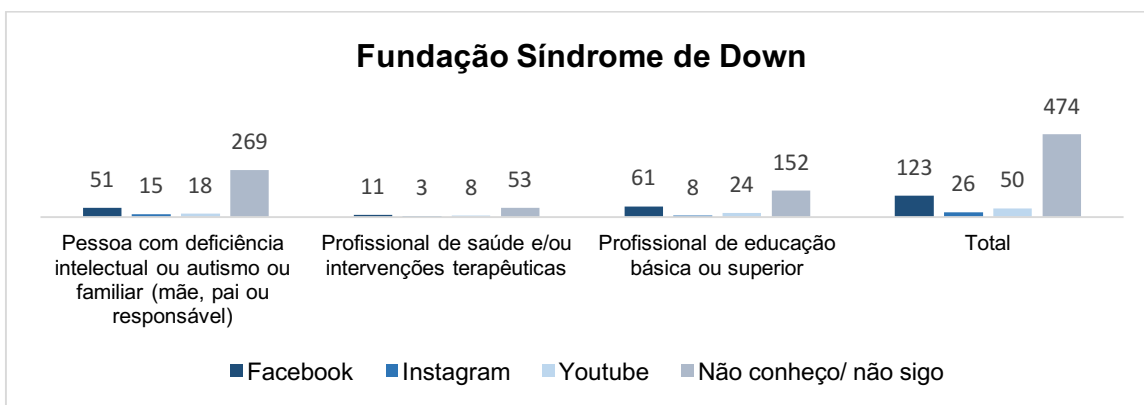 Fundação Síndrome de Down
51 15 18 269
11 3 8 53
61 8 24 152
123 26 50 474
Pessoa com deficiência
intelectual ou autismo ou
familiar (mãe, pai ou
responsável)
Profissional de saúde e/ou
intervenções terapêuticas
Profissional de educação
básica ou superior
Total
Facebook Instagram Youtube Não conheço/ não sigo